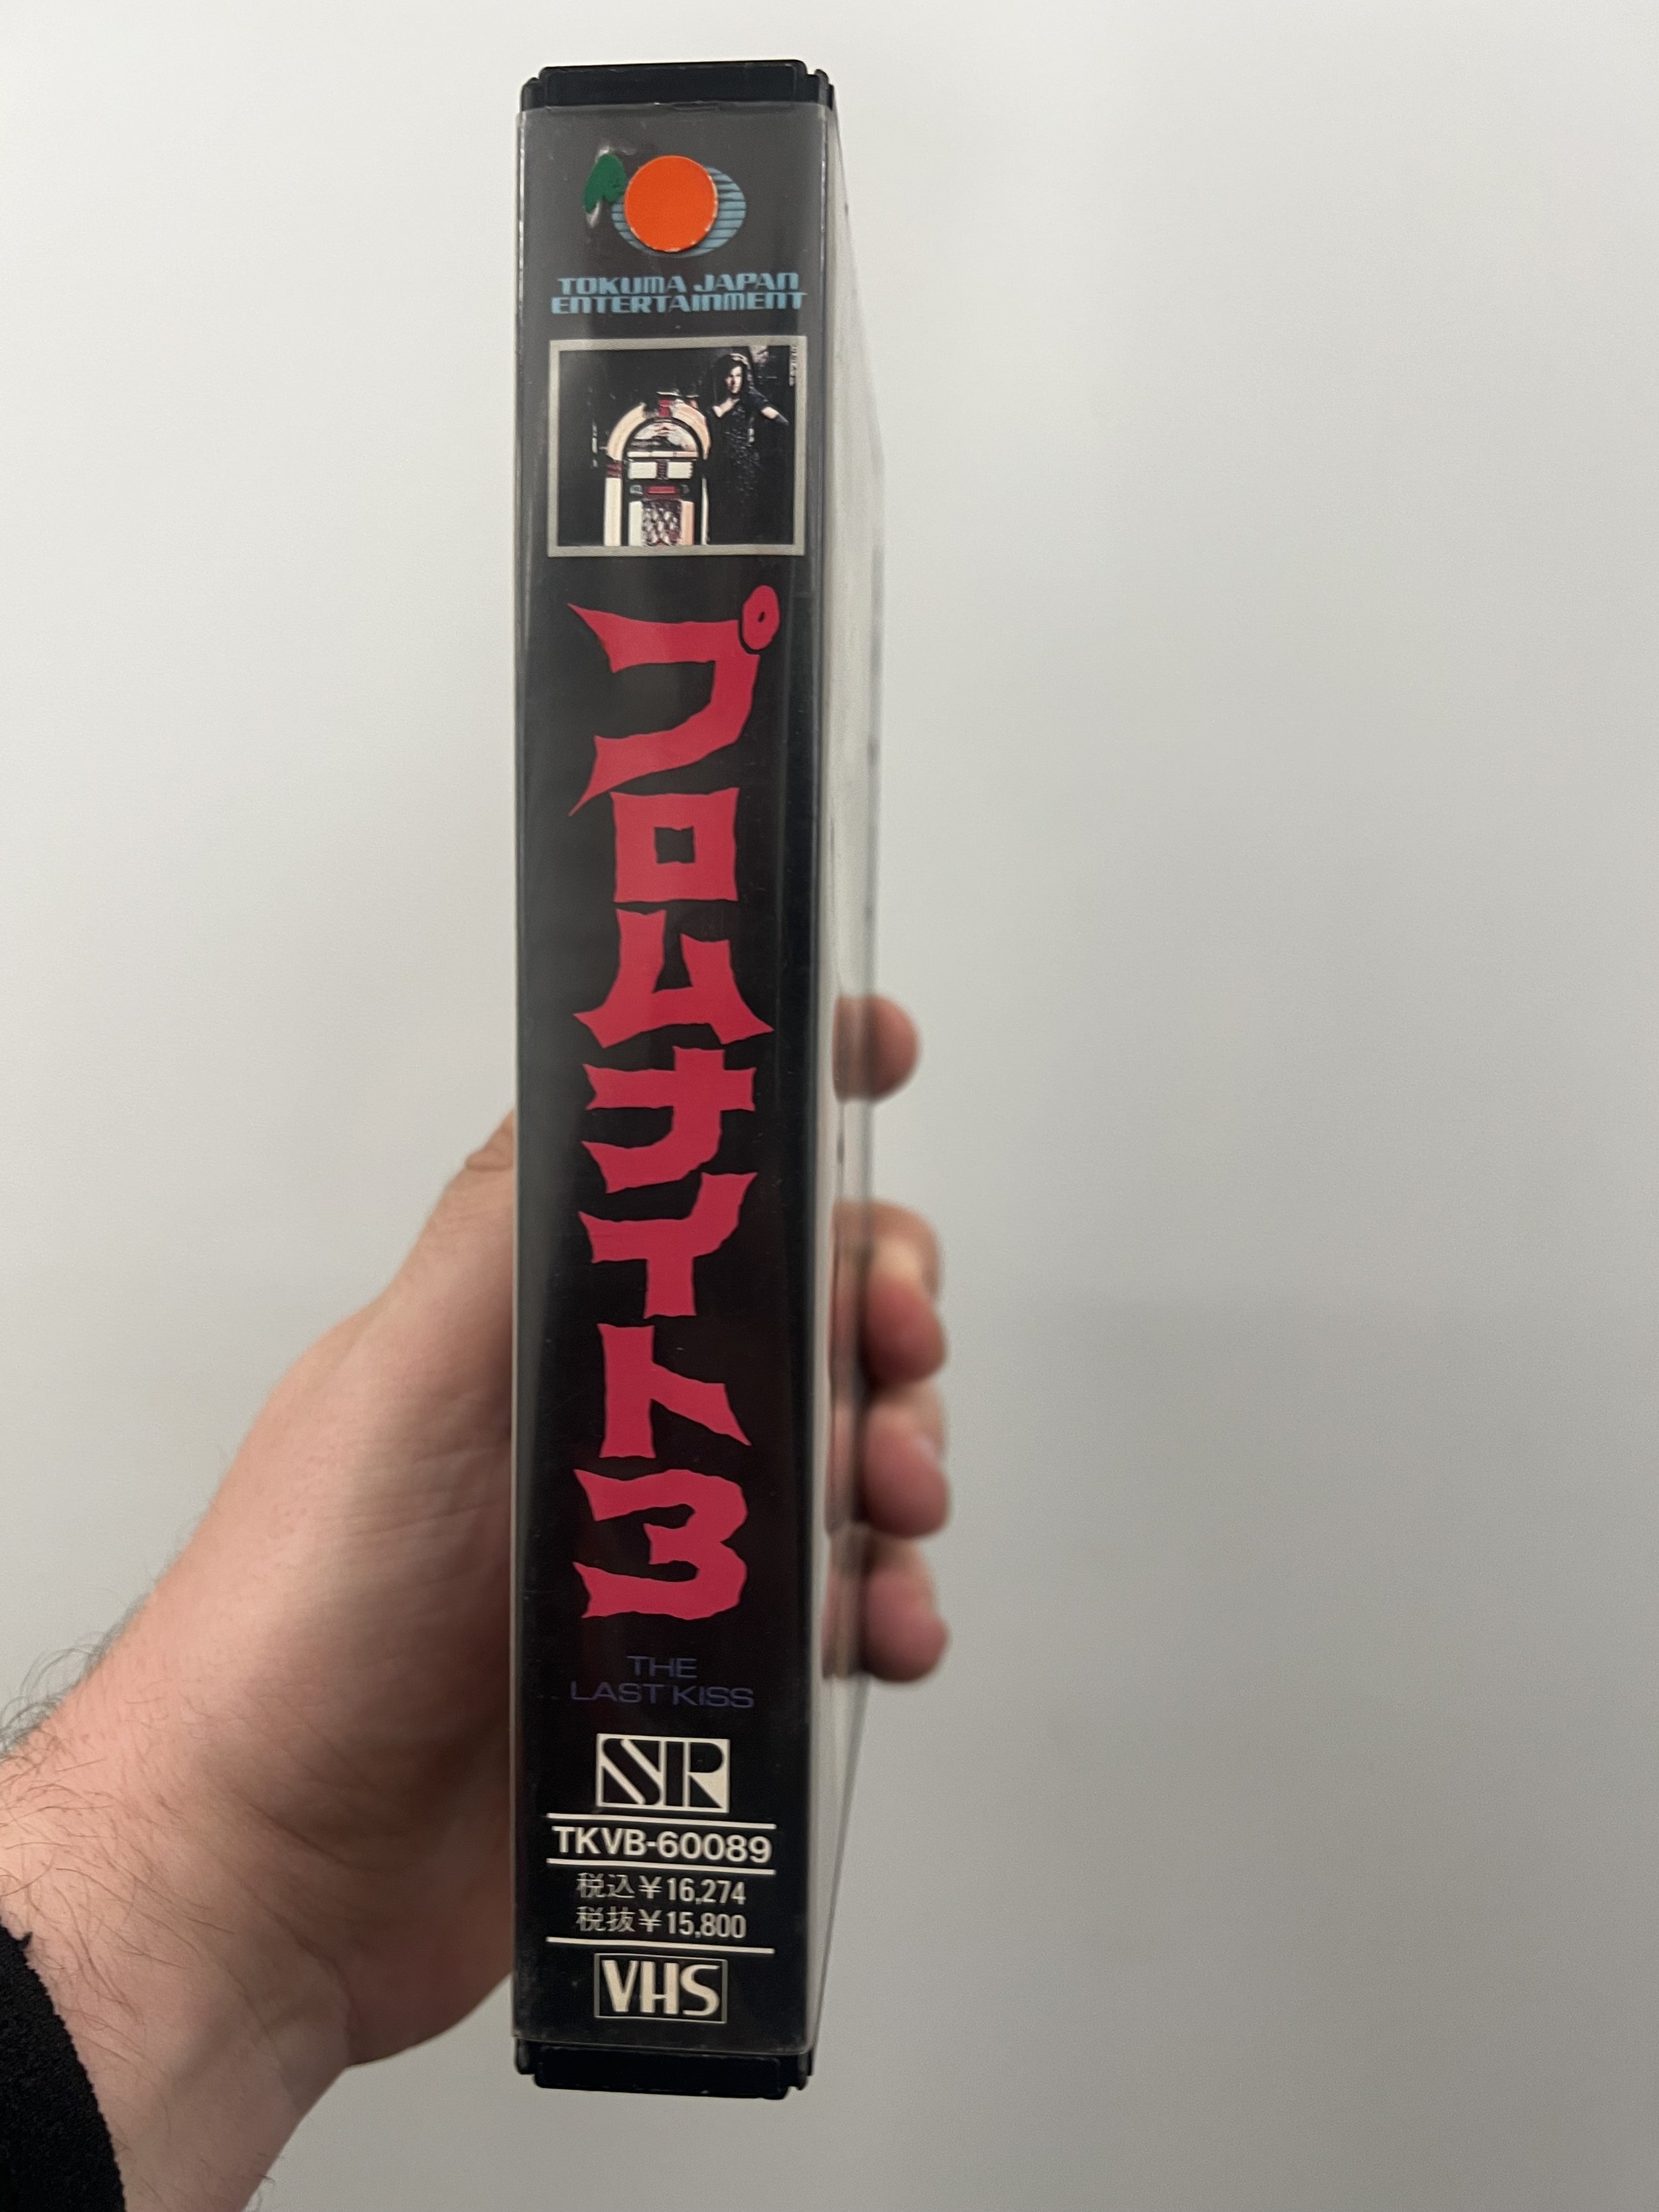 TOKUMA JAPAN
ENTERTAINMENT
プロムナイト3
THE
LAST KISS
SR
TKVB-60089
税込￥16,274
税抜￥15,800
VHS